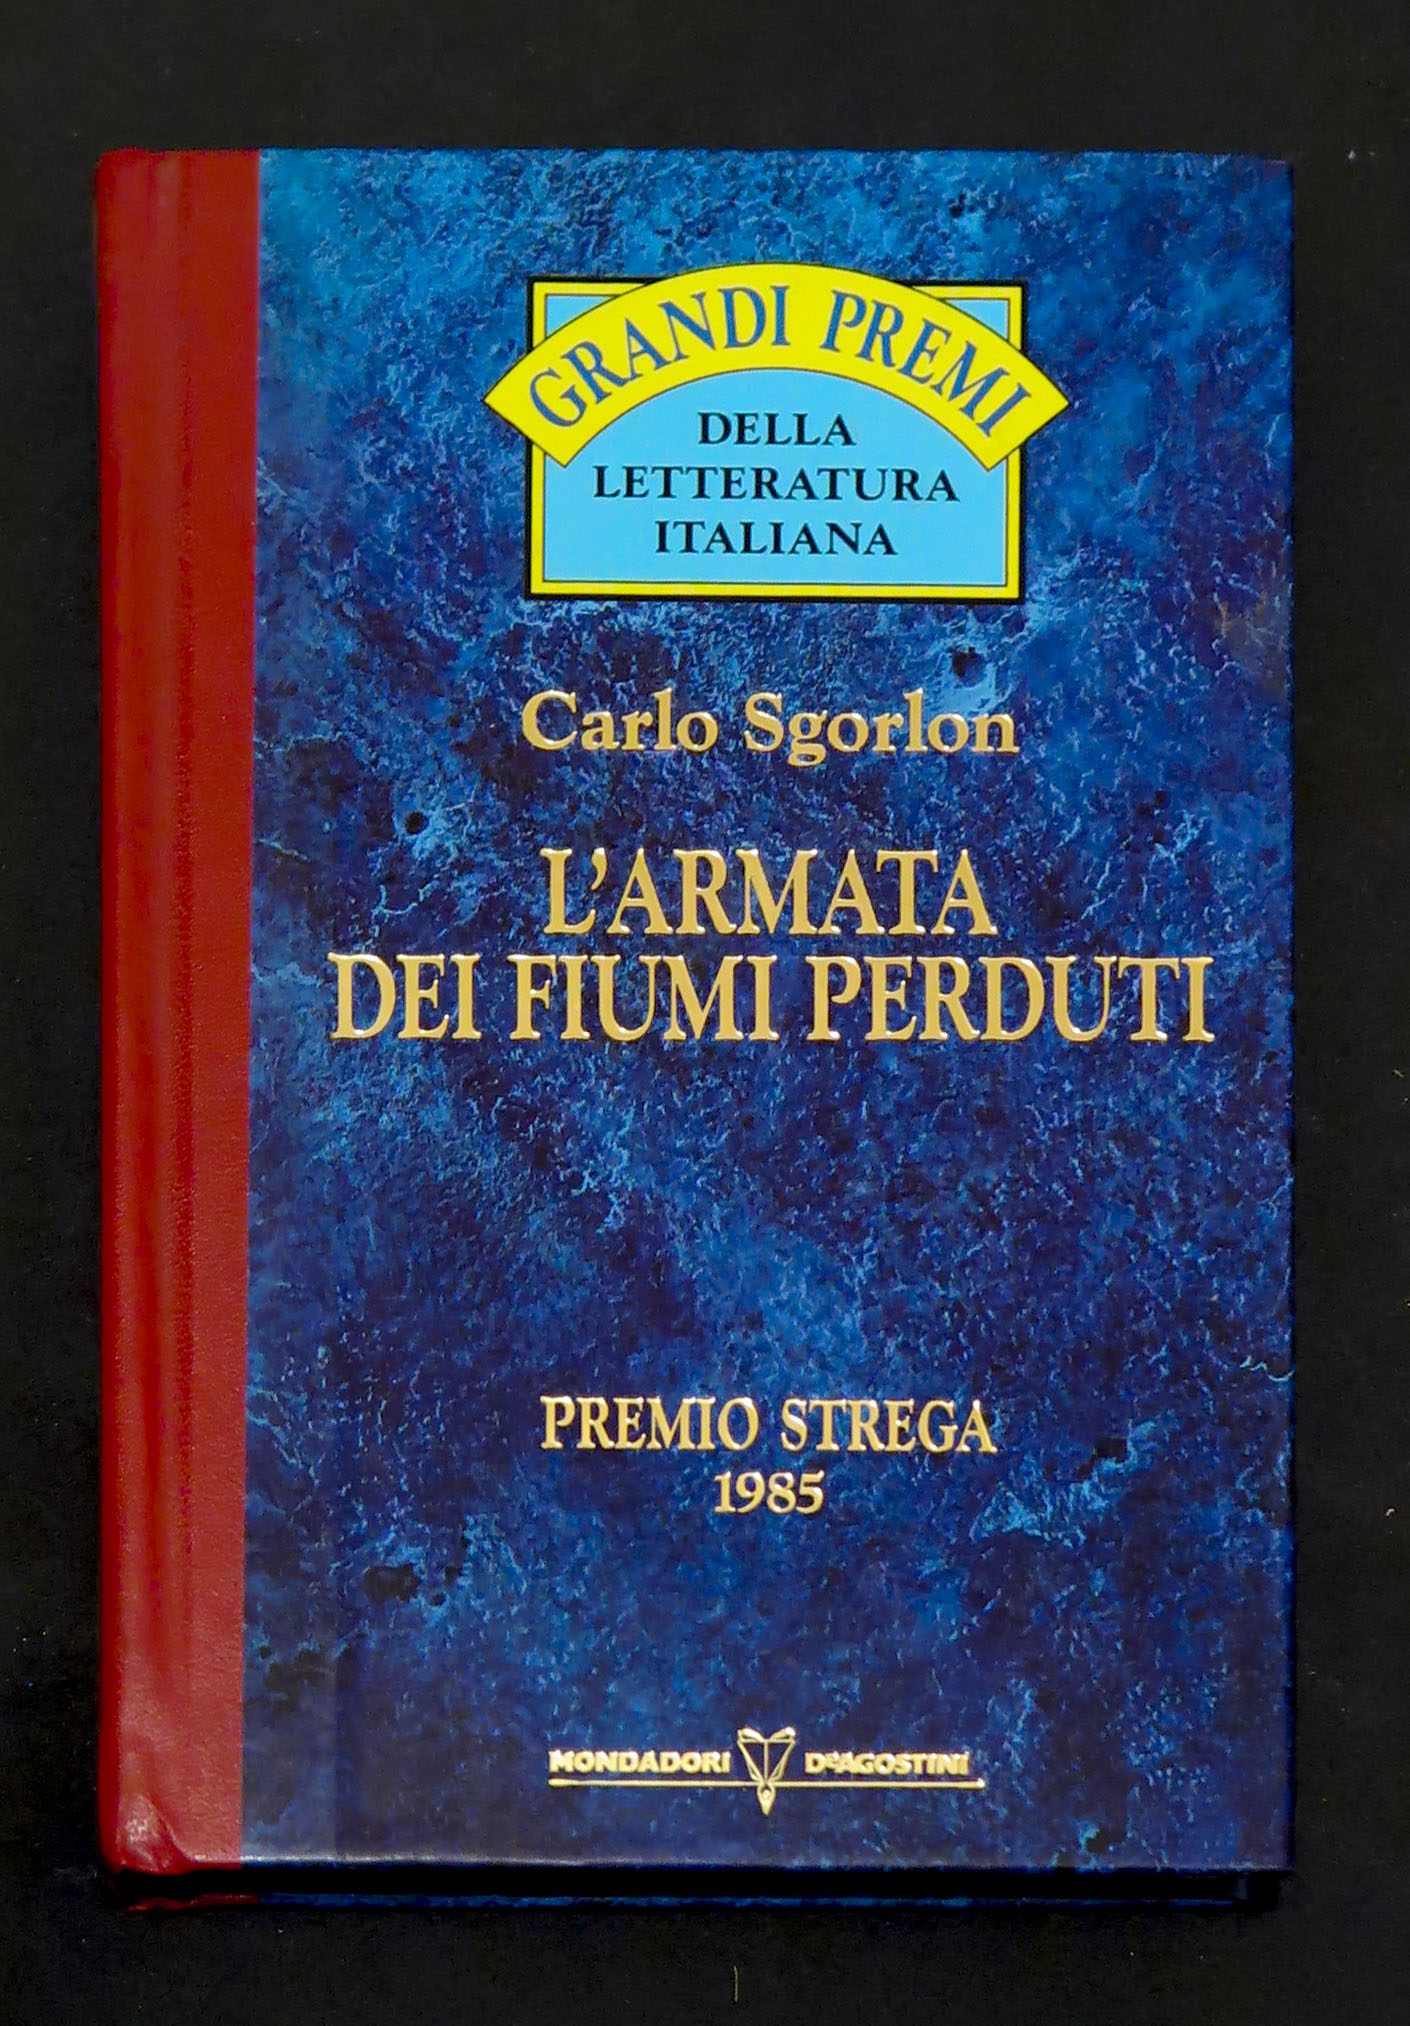 GRANDI PREMI
DELLA
LETTERATURA
ITALIANA
Carlo Sgorlon
L'ARMATA
DEI FIUMI PERDUTI
PREMIO STREGA
1985
MONDADORI DeAGOSTINI